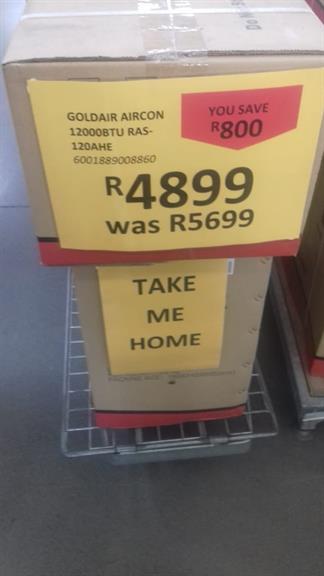 GOLDAIR AIRCON
12000BTU RAS-
120AHE
6001889008860
YOU SAVE
R800
R4899
was R5699
TAKE
ME
HOME